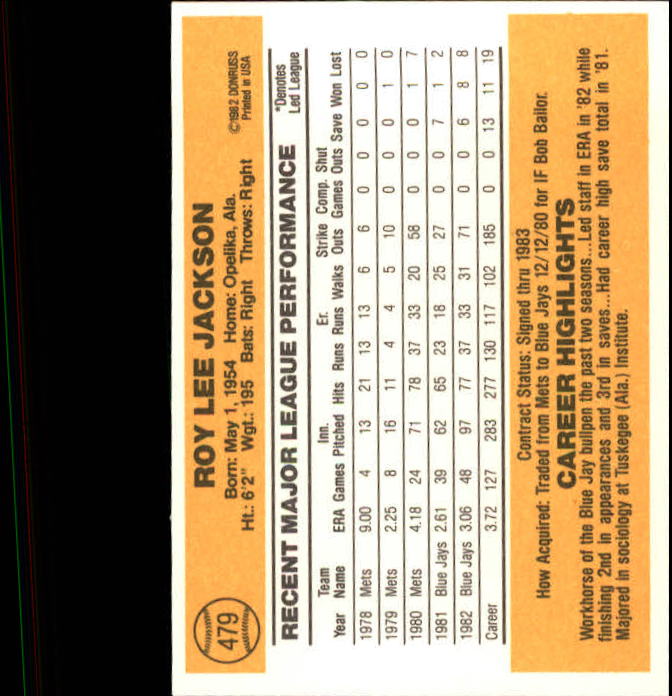 479
ROY LEE JACKSON
Born: May 1, 1954 Home: Opelika, Ala.
Ht.: 6'2" Wgt.: 195 Bats: Right Throws: Right
©1982 DONRUSS
Printed in USA
RECENT MAJOR LEAGUE PERFORMANCE
*Denotes
Led League
Team Inn. Er. Strike Comp. Shut
Year Name ERA Games Pitched Hits Runs Runs Walks Outs Games Outs Save Won Lost
1978 Mets 9.00 4 13 21 13 13 6 6 0 0 0 0 0
1979 Mets 2.25 8 16 11 4 4 5 10 0 0 0 1 0
1980 Mets 4.18 24 71 78 37 33 20 58 0 0 0 1 7
1981 Blue Jays 2.61 39 62 65 23 18 25 27 0 0 7 1 2
1982 Blue Jays 3.06 48 97 77 37 33 31 71 0 0 6 8 8
Career 3.72 127 283 277 130 117 102 185 0 0 13 11 19
Contract Status: Signed thru 1983
How Acquired: Traded from Mets to Blue Jays 12/12/80 for IF Bob Bailor.
CAREER HIGHLIGHTS
Workhorse of the Blue Jay bullpen the past two seasons...Led staff in ERA in '82 while
finishing 2nd in appearances and 3rd in saves...Had career high save total in '81.
Majored in sociology at Tuskegee (Ala.) Institute.